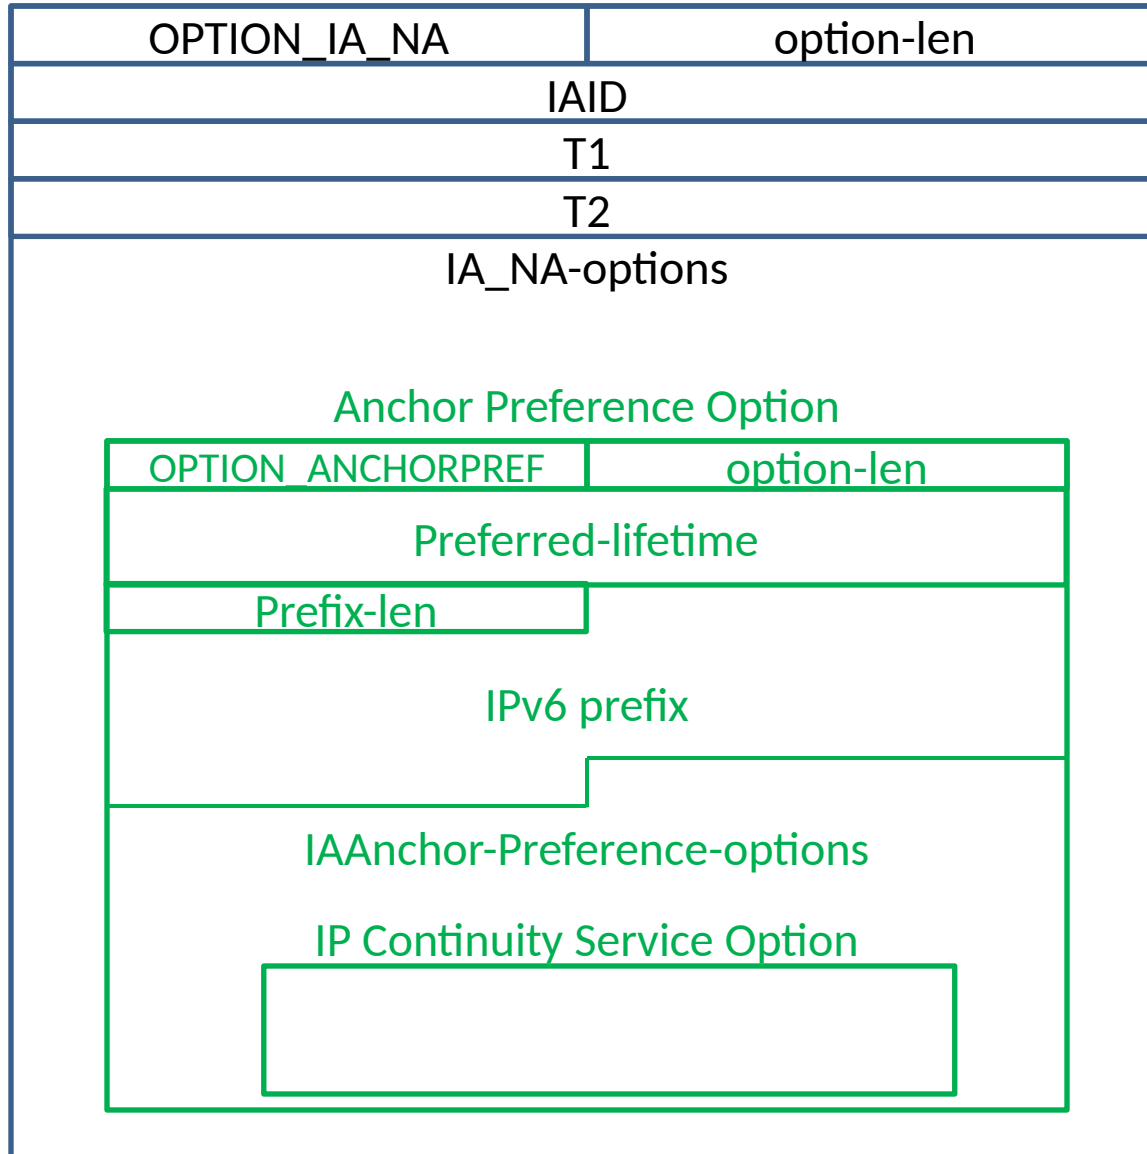 OPTION_IA_NA option-len
IAID
T1
T2
IA_NA-options
Anchor Preference Option
OPTION_ANCHORPREF option-len
Preferred-lifetime
Prefix-len
IPv6 prefix
IAAnchor-Preference-options
IP Continuity Service Option